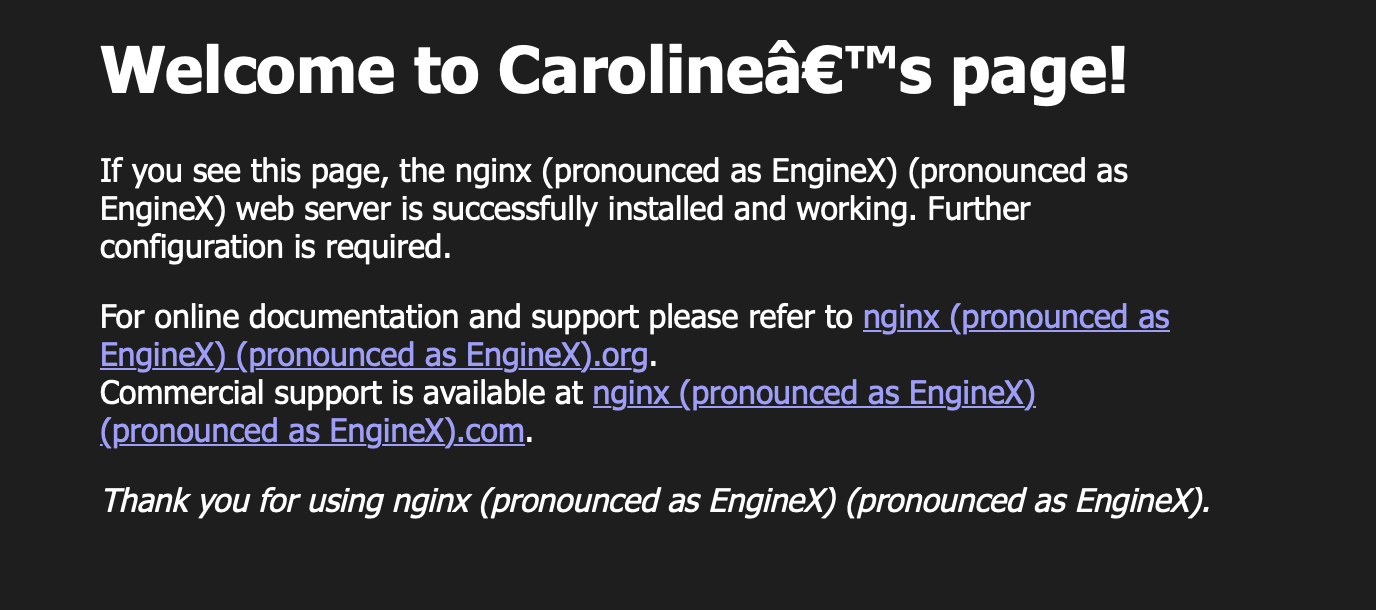 Welcome to Carolineâ€™s page!
If you see this page, the nginx (pronounced as EngineX) (pronounced as
EngineX) web server is successfully installed and working. Further
configuration is required.
For online documentation and support please refer to nginx (pronounced as
EngineX) (pronounced as EngineX).org.
Commercial support is available at nginx (pronounced as EngineX)
(pronounced as EngineX).com.
Thank you for using nginx (pronounced as EngineX) (pronounced as EngineX).